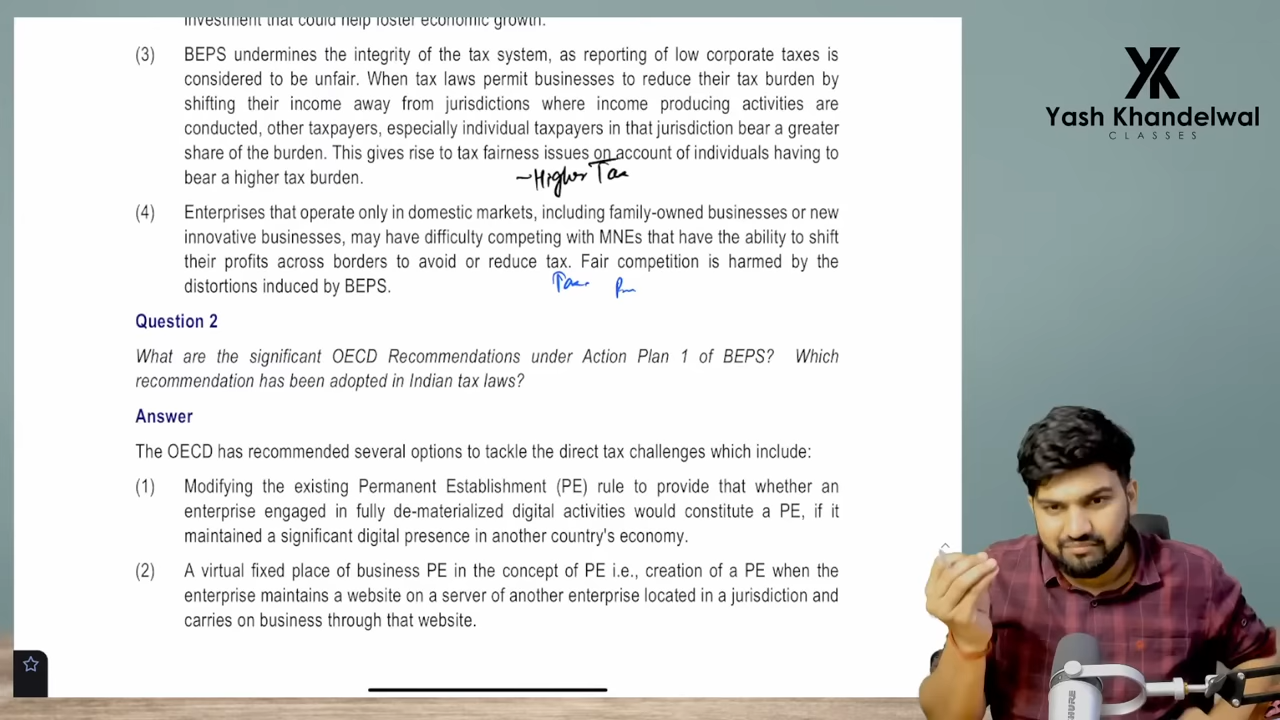 investment that could help foster economic growth.
(3) BEPS undermines the integrity of the tax system, as reporting of low corporate taxes is
considered to be unfair. When tax laws permit businesses to reduce their tax burden by
shifting their income away from jurisdictions where income producing activities are
conducted, other taxpayers, especially individual taxpayers in that jurisdiction bear a greater
share of the burden. This gives rise to tax fairness issues on account of individuals having to
bear a higher tax burden.
~Higher Tax
(4) Enterprises that operate only in domestic markets, including family-owned businesses or new
innovative businesses, may have difficulty competing with MNEs that have the ability to shift
their profits across borders to avoid or reduce tax. Fair competition is harmed by the
distortions induced by BEPS.
Tax
Question 2
What are the significant OECD Recommendations under Action Plan 1 of BEPS? Which
recommendation has been adopted in Indian tax laws?
Answer
The OECD has recommended several options to tackle the direct tax challenges which include:
(1) Modifying the existing Permanent Establishment (PE) rule to provide that whether an
enterprise engaged in fully de-materialized digital activities would constitute a PE, if it
maintained a significant digital presence in another country's economy.
(2) A virtual fixed place of business PE in the concept of PE i.e., creation of a PE when the
enterprise maintains a website on a server of another enterprise located in a jurisdiction and
carries on business through that website.
YK
Yash Khandelwal
CLASSES